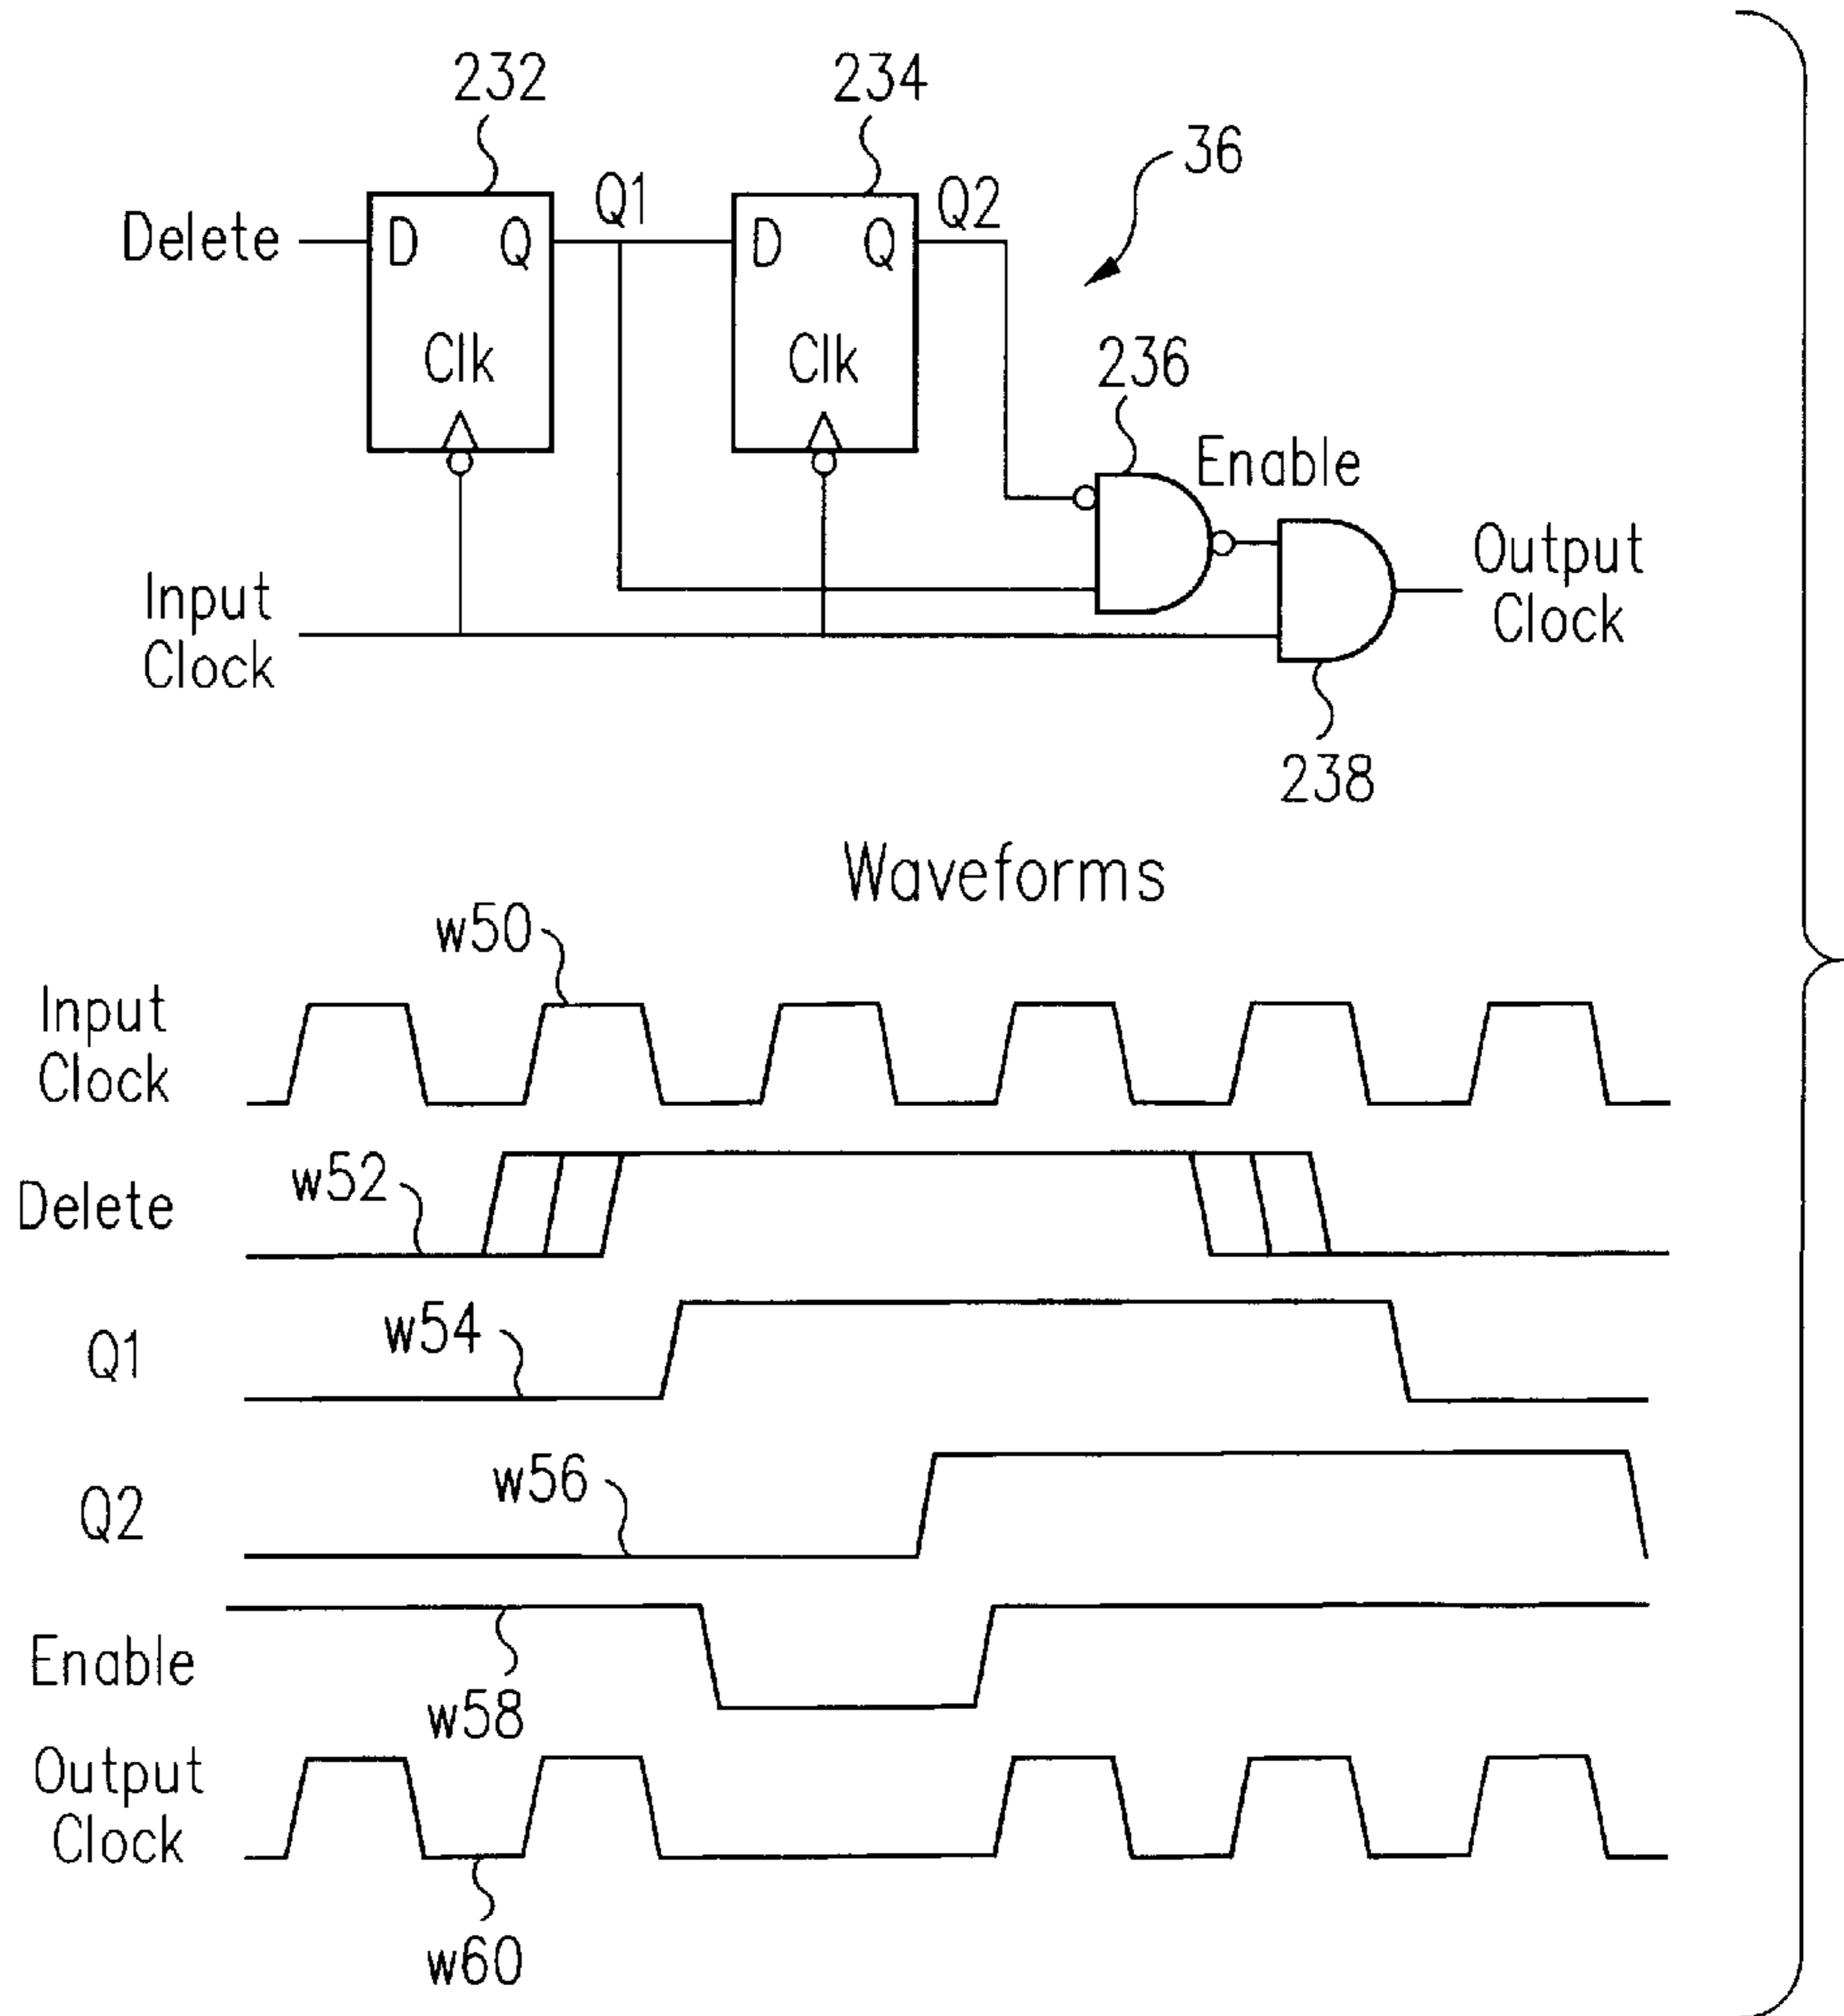 232
234
36
Q1
Q2
Delete
D
Q
D
Q
Clk
Clk
236
Enable
Output
Clock
Input
Clock
238
Waveforms
w50
Input
Clock
w52
Delete
w54
Q1
w56
Q2
Enable
w58
Output
Clock
w60